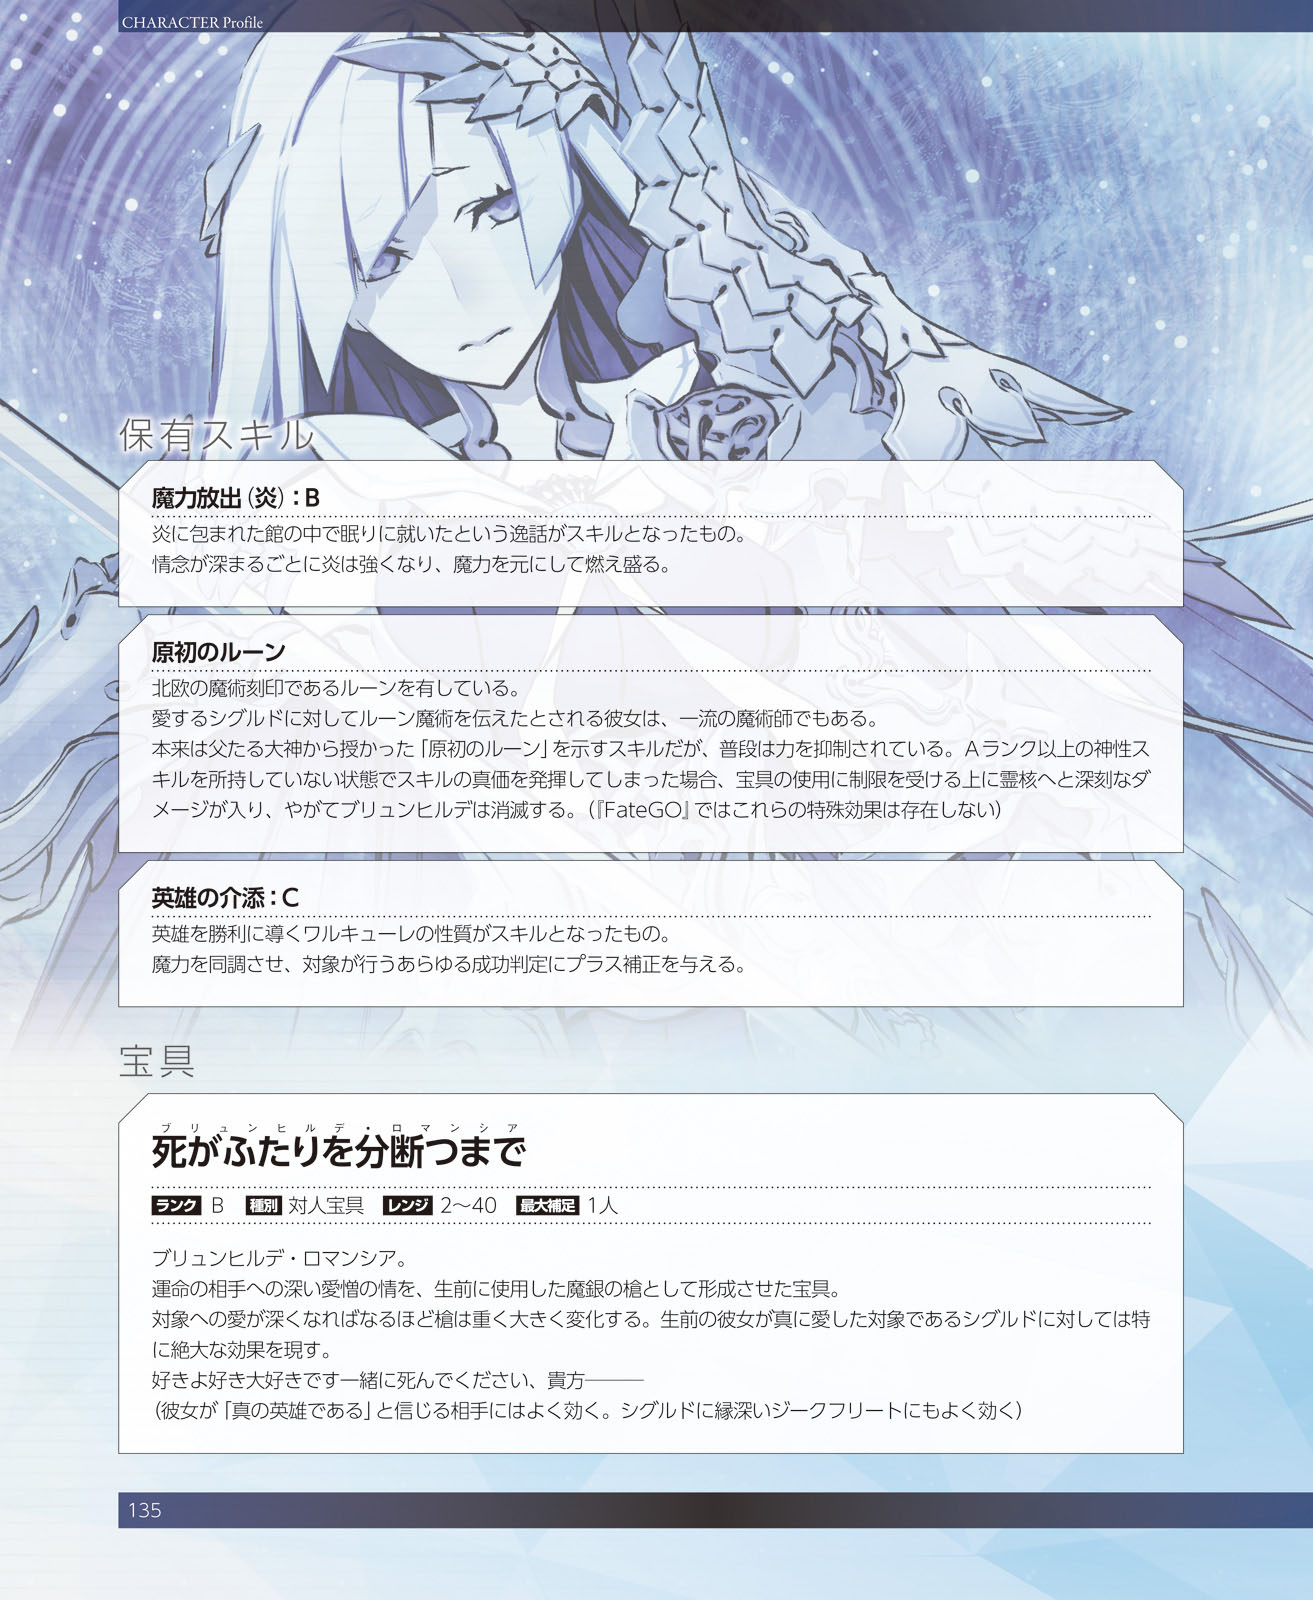 CHARACTER Profile
保有スキル
魔力放出（炎）：B
炎に包まれた館の中で眠りに就いたという逸話がスキルとなったもの。
情念が深まるごとに炎は強くなり、魔力を元にして燃え盛る。
原初のルーン
北欧の魔術刻印であるルーンを有している。
愛するシグルドに対してルーン魔術を伝えたとされる彼女は、一流の魔術師でもある。
本来は父たる大神から授かった「原初のルーン」を示すスキルだが、普段は力を抑制されている。Aランク以上の神性ス
キルを所持していない状態でスキルの真価を発揮してしまった場合、宝具の使用に制限を受ける上に霊核へと深刻なダ
メージが入り、やがてブリュンヒルデは消滅する。（『FateGO』ではこれらの特殊効果は存在しない）
英雄の介添：C
英雄を勝利に導くワルキューレの性質がスキルとなったもの。
魔力を同調させ、対象が行うあらゆる成功判定にプラス補正を与える。
宝具
ブリュンヒルデ・ロマンシア
死がふたりを分断つまで
ランク B 種別 対人宝具 レンジ 2〜40 最大補足 1人
ブリュンヒルデ・ロマンシア。
運命の相手への深い愛憎の情を、生前に使用した魔銀の槍として形成させた宝具。
対象への愛が深くなればなるほど槍は重く大きく変化する。生前の彼女が真に愛した対象であるシグルドに対しては特
に絶大な効果を現す。
好きよ好き大好きです一緒に死んでください、貴方───
（彼女が「真の英雄である」と信じる相手にはよく効く。シグルドに縁深いジークフリートにもよく効く）
135